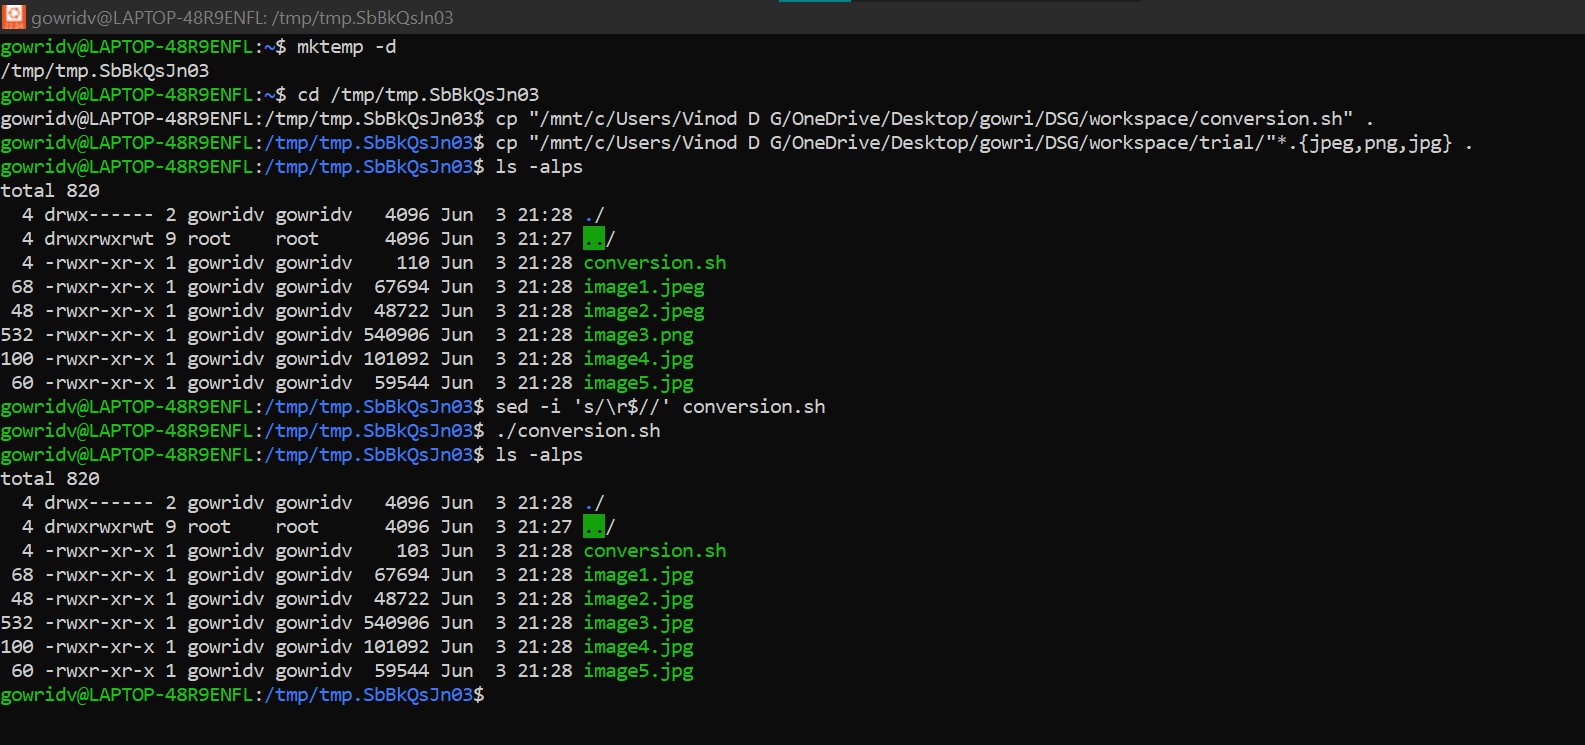 gowridv@LAPTOP-48R9ENFL: /tmp/tmp.SbBkQsJn03
gowridv@LAPTOP-48R9ENFL:~$ mktemp -d
/tmp/tmp.SbBkQsJn03
gowridv@LAPTOP-48R9ENFL:~$ cd /tmp/tmp.SbBkQsJn03
gowridv@LAPTOP-48R9ENFL:/tmp/tmp.SbBkQsJn03$ cp "/mnt/c/Users/Vinod D G/OneDrive/Desktop/gowri/DSG/workspace/conversion.sh" .
gowridv@LAPTOP-48R9ENFL:/tmp/tmp.SbBkQsJn03$ cp "/mnt/c/Users/Vinod D G/OneDrive/Desktop/gowri/DSG/workspace/trial/"*.{jpeg,png,jpg} .
gowridv@LAPTOP-48R9ENFL:/tmp/tmp.SbBkQsJn03$ ls -alps
total 820
  4 drwx------ 2 gowridv gowridv   4096 Jun  3 21:28 ./
  4 drwxrwxrwt 9 root    root      4096 Jun  3 21:27 ../
  4 -rwxr-xr-x 1 gowridv gowridv    110 Jun  3 21:28 conversion.sh
 68 -rwxr-xr-x 1 gowridv gowridv  67694 Jun  3 21:28 image1.jpeg
 48 -rwxr-xr-x 1 gowridv gowridv  48722 Jun  3 21:28 image2.jpeg
532 -rwxr-xr-x 1 gowridv gowridv 540906 Jun  3 21:28 image3.png
100 -rwxr-xr-x 1 gowridv gowridv 101092 Jun  3 21:28 image4.jpg
 60 -rwxr-xr-x 1 gowridv gowridv  59544 Jun  3 21:28 image5.jpg
gowridv@LAPTOP-48R9ENFL:/tmp/tmp.SbBkQsJn03$ sed -i 's/\r$//' conversion.sh
gowridv@LAPTOP-48R9ENFL:/tmp/tmp.SbBkQsJn03$ ./conversion.sh
gowridv@LAPTOP-48R9ENFL:/tmp/tmp.SbBkQsJn03$ ls -alps
total 820
  4 drwx------ 2 gowridv gowridv   4096 Jun  3 21:28 ./
  4 drwxrwxrwt 9 root    root      4096 Jun  3 21:27 ../
  4 -rwxr-xr-x 1 gowridv gowridv    103 Jun  3 21:28 conversion.sh
 68 -rwxr-xr-x 1 gowridv gowridv  67694 Jun  3 21:28 image1.jpg
 48 -rwxr-xr-x 1 gowridv gowridv  48722 Jun  3 21:28 image2.jpg
532 -rwxr-xr-x 1 gowridv gowridv 540906 Jun  3 21:28 image3.jpg
100 -rwxr-xr-x 1 gowridv gowridv 101092 Jun  3 21:28 image4.jpg
 60 -rwxr-xr-x 1 gowridv gowridv  59544 Jun  3 21:28 image5.jpg
gowridv@LAPTOP-48R9ENFL:/tmp/tmp.SbBkQsJn03$